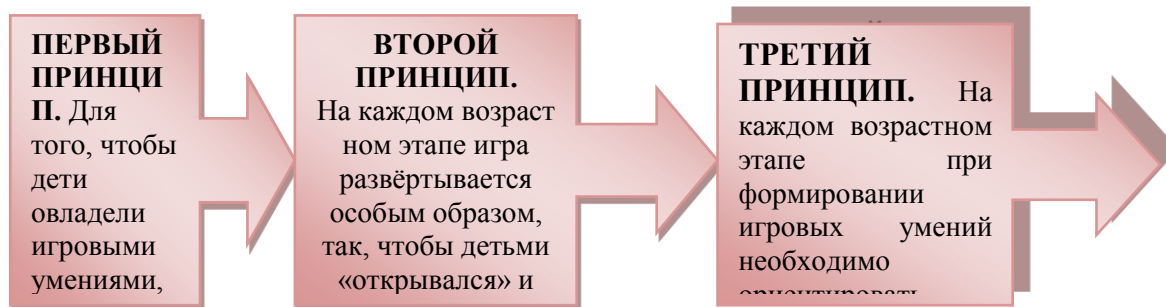 ПЕРВЫЙ
ПРИНЦИ
П. Для
того, чтобы
дети
овладели
игровыми
умениями,
ВТОРОЙ
ПРИНЦИП.
На каждом возраст
ном этапе игра
развёртывается
особым образом,
так, чтобы детьми
«открывался» и
ТРЕТИЙ
ПРИНЦИП. На
каждом возрастном
этапе при
формировании
игровых умений
необходимо
ориентировать